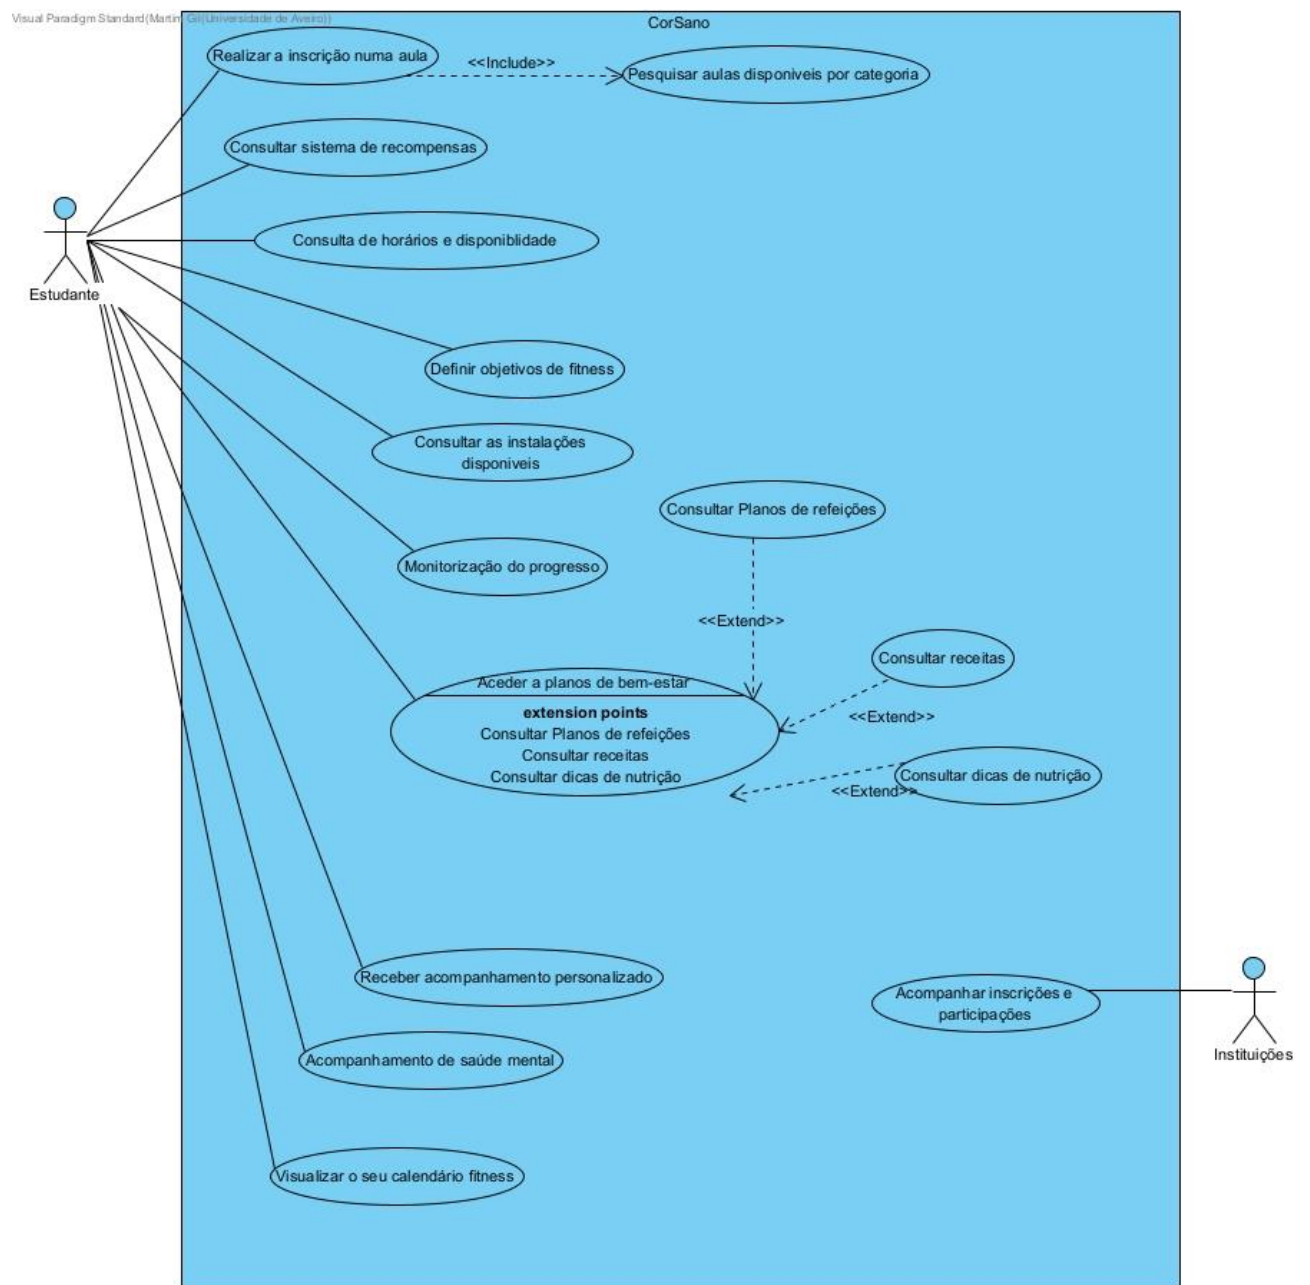 Visual Paradigm Standard(Martim Gil(Universidade de Aveiro))
CorSano
Realizar a inscrição numa aula
<<Include>>
Pesquisar aulas disponiveis por categoria
Consultar sistema de recompensas
Consulta de horários e disponiblidade
Estudante
Definir objetivos de fitness
Consultar as instalações
disponiveis
Consultar Planos de refeições
Monitorização do progresso
<<Extend>>
Consultar receitas
Aceder a planos de bem-estar
extension points
Consultar Planos de refeições
Consultar receitas
Consultar dicas de nutrição
<<Extend>>
Consultar dicas de nutrição
<<Extend>>
Receber acompanhamento personalizado
Acompanhar inscrições e
participações
Instituições
Acompanhamento de saúde mental
Visualizar o seu calendário fitness